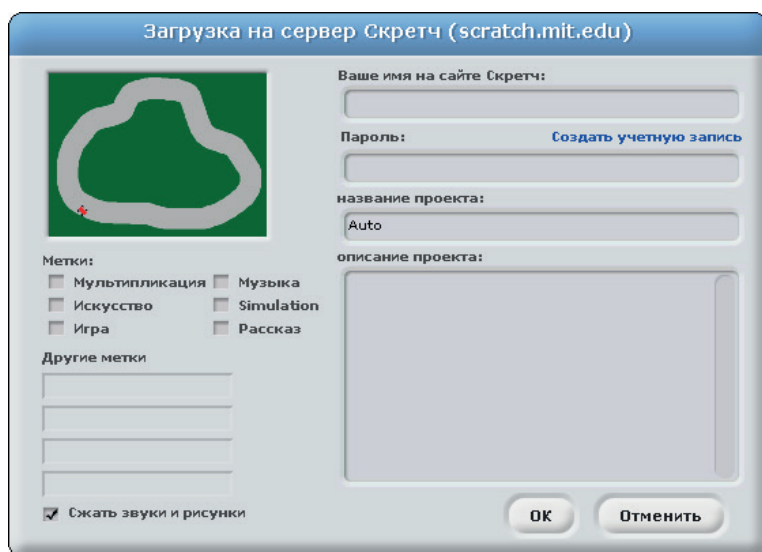 Загрузка на сервер Скретч (scratch.mit.edu)
Ваше имя на сайте Скретч:
Пароль: Создать учетную запись
название проекта:
Auto
описание проекта:
Метки:
Мультипликация Музыка
Искусство Simulation
Игра Рассказ
Другие метки
Сжать звуки и рисунки
OK Отменить